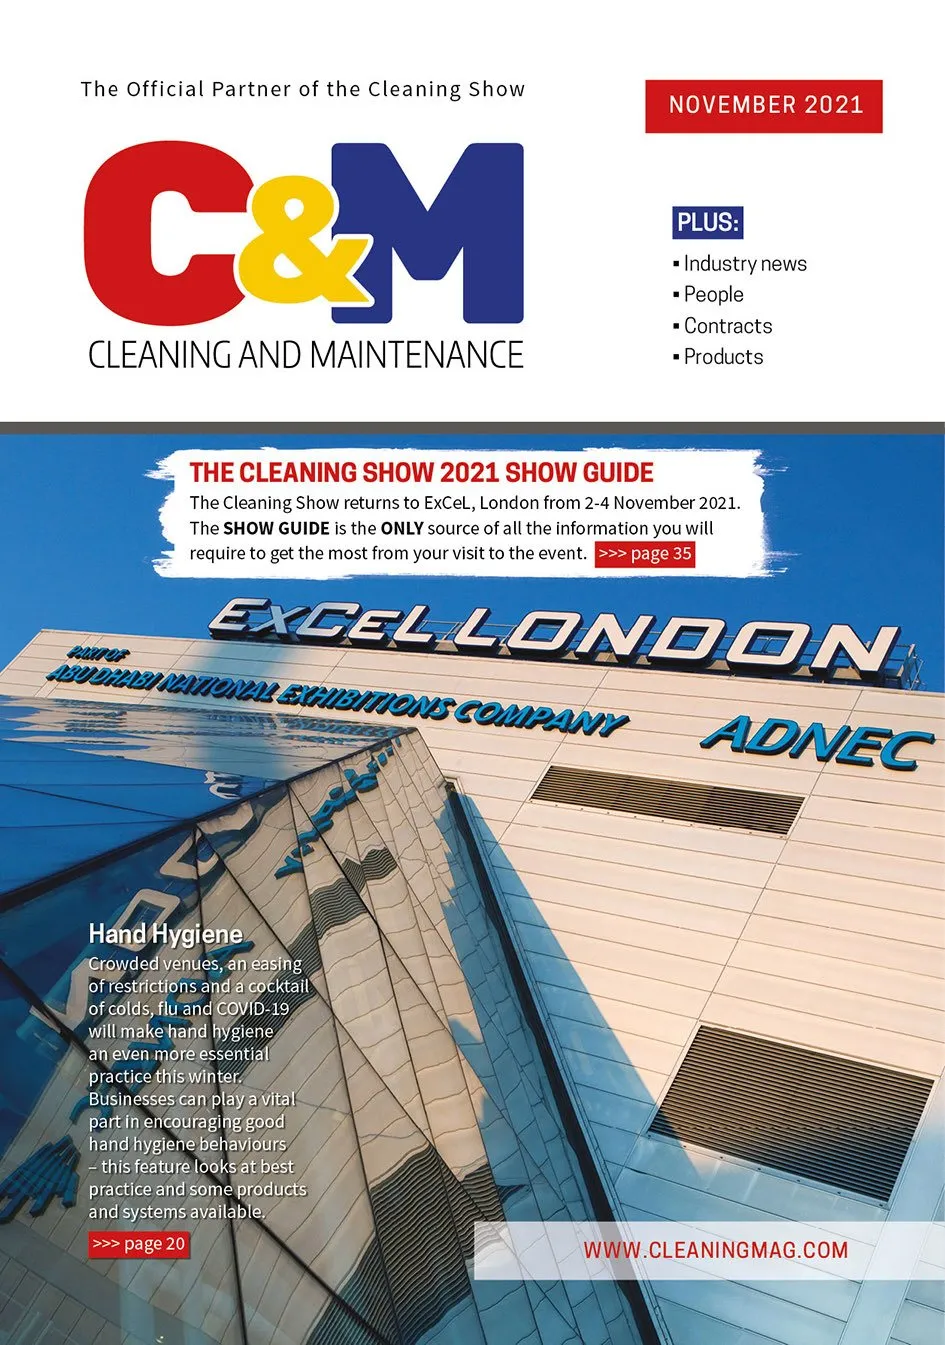 The Official Partner of the Cleaning Show
NOVEMBER 2021
C&M
CLEANING AND MAINTENANCE
PLUS:
▪ Industry news
▪ People
▪ Contracts
▪ Products
THE CLEANING SHOW 2021 SHOW GUIDE
The Cleaning Show returns to ExCeL, London from 2-4 November 2021.
The SHOW GUIDE is the ONLY source of all the information you will
require to get the most from your visit to the event. >>> page 35
ExCeL LONDON
PART OF
ABU DHABI NATIONAL EXHIBITIONS COMPANY
ADNEC
Hand Hygiene
Crowded venues, an easing
of restrictions and a cocktail
of colds, flu and COVID-19
will make hand hygiene
an even more essential
practice this winter.
Businesses can play a vital
part in encouraging good
hand hygiene behaviours
– this feature looks at best
practice and some products
and systems available.
>>> page 20
WWW.CLEANINGMAG.COM